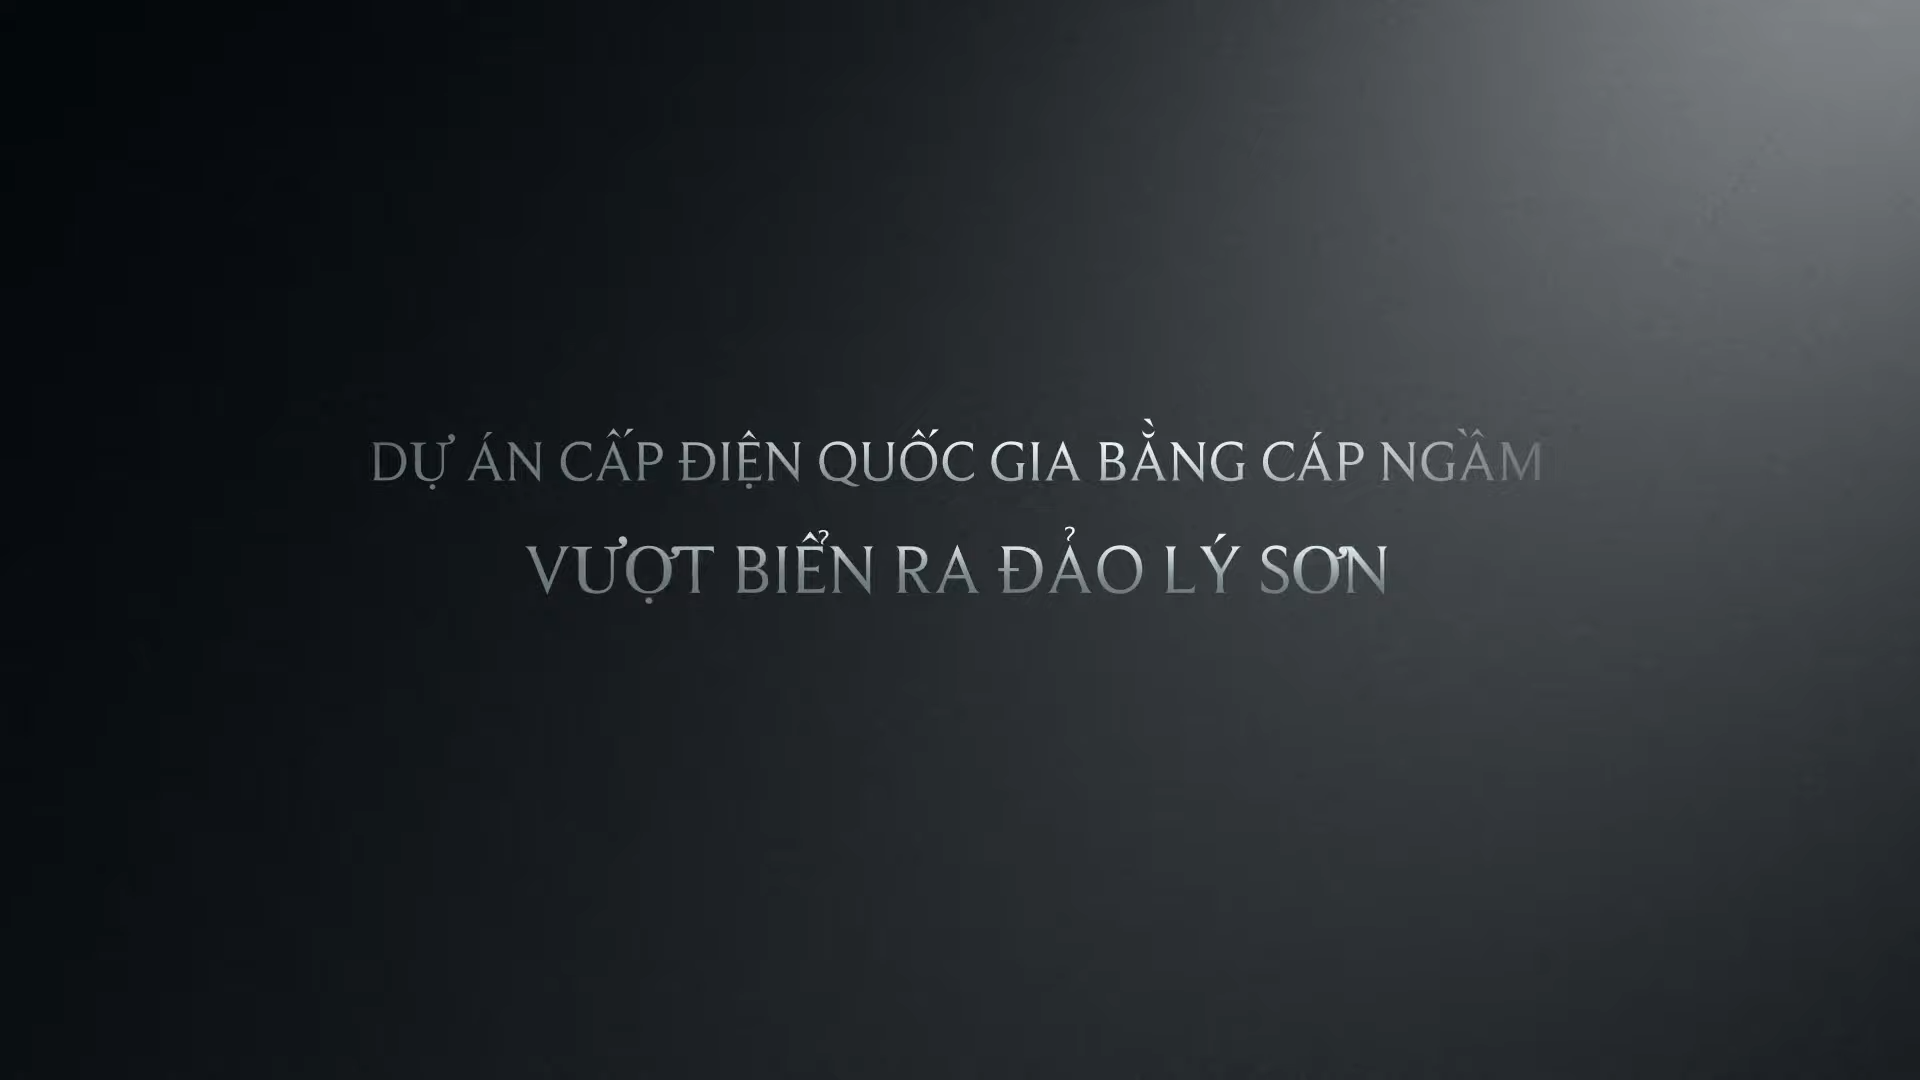 DỰ ÁN CẤP ĐIỆN QUỐC GIA BẰNG CÁP NGẦM
VƯỢT BIỂN RA ĐẢO LÝ SƠN